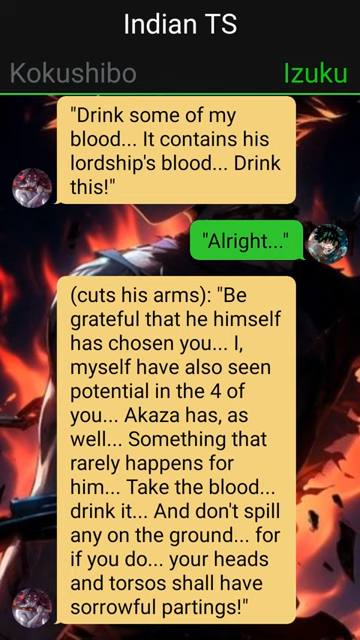 Indian TS
Kokushibo
Izuku
"Drink some of my
blood... It contains his
lordship's blood... Drink
this!"
"Alright..."
(cuts his arms): "Be
grateful that he himself
has chosen you... I,
myself have also seen
potential in the 4 of
you... Akaza has, as
well... Something that
rarely happens for
him... Take the blood...
drink it... And don't spill
any on the ground... for
if you do... your heads
and torsos shall have
sorrowful partings!"